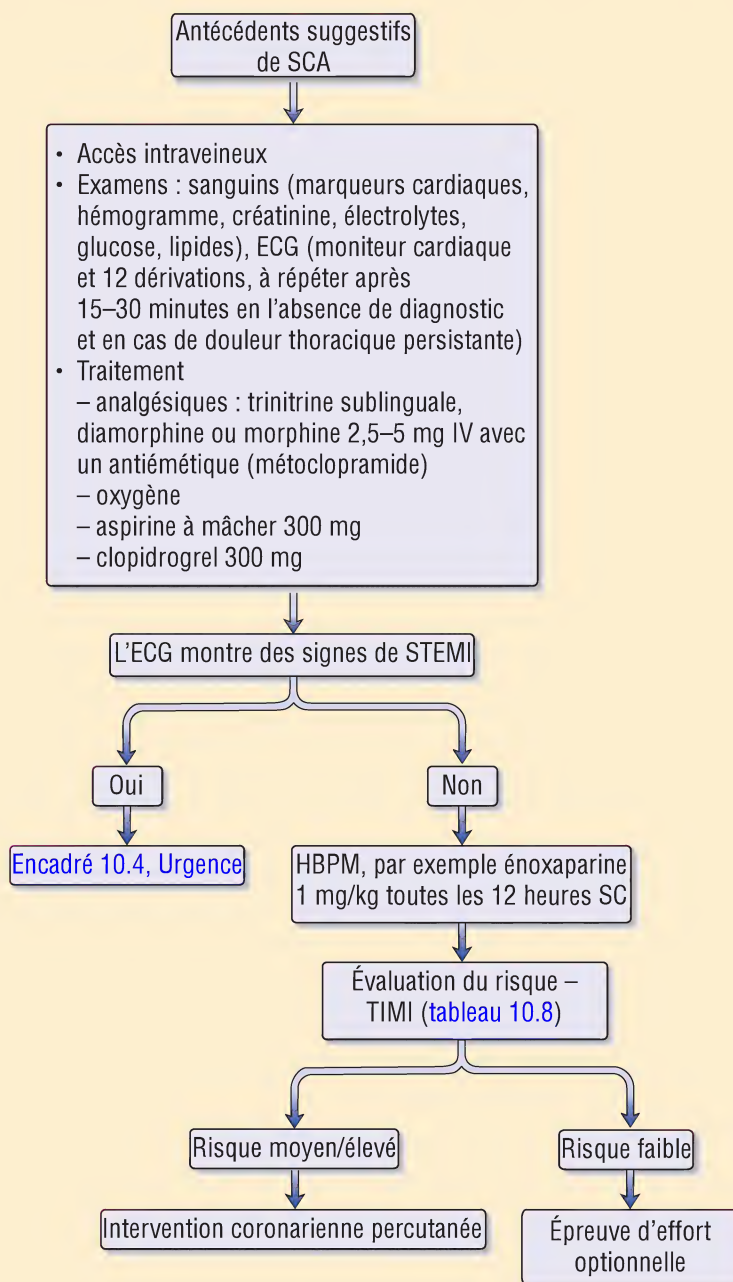 Antécédents suggestifs
de SCA
• Accès intraveineux
• Examens : sanguins (marqueurs cardiaques,
hémogramme, créatinine, électrolytes,
glucose, lipides), ECG (moniteur cardiaque
et 12 dérivations, à répéter après
15–30 minutes en l’absence de diagnostic
et en cas de douleur thoracique persistante)
• Traitement
– analgésiques : trinitrine sublinguale,
diamorphine ou morphine 2,5–5 mg IV avec
un antiémétique (métoclopramide)
– oxygène
– aspirine à mâcher 300 mg
– clopidrogrel 300 mg
L’ECG montre des signes de STEMI
Oui
Non
Encadré 10.4, Urgence
HBPM, par exemple énoxaparine
1 mg/kg toutes les 12 heures SC
Évaluation du risque –
TIMI (tableau 10.8)
Risque moyen/élevé
Risque faible
Intervention coronarienne percutanée
Épreuve d’effort
optionnelle